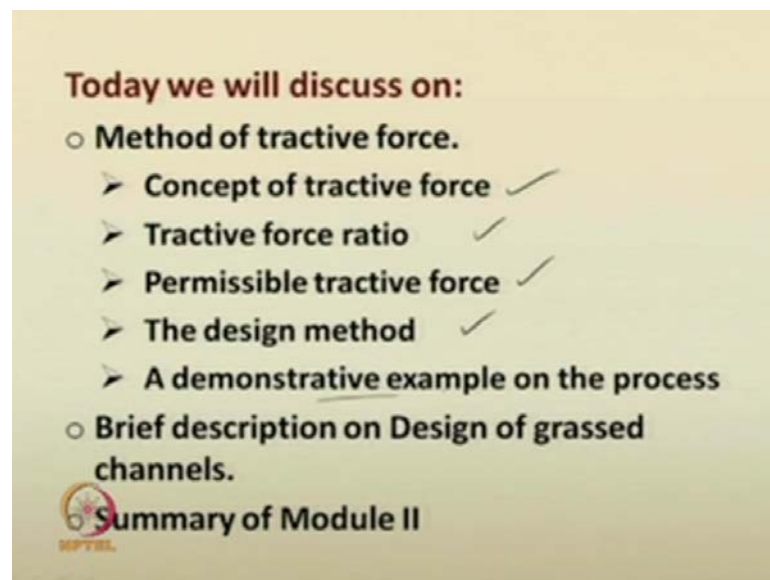 Today we will discuss on:
○ Method of tractive force.
➤ Concept of tractive force
➤ Tractive force ratio
➤ Permissible tractive force
➤ The design method
➤ A demonstrative example on the process
○ Brief description on Design of grassed
channels.
○ Summary of Module II
NPTEL